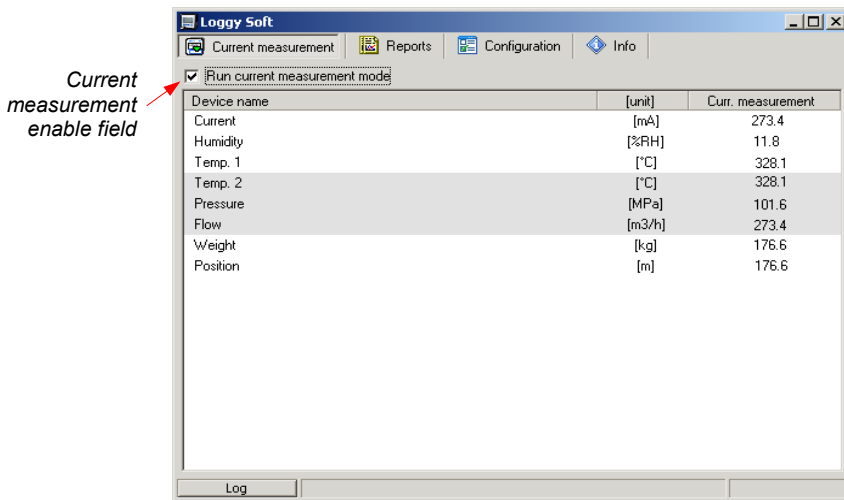 Loggy Soft
Current measurement Reports Configuration Info
Current measurement enable field
Run current measurement mode
Device name [unit] Curr. measurement
Current [mA] 273.4
Humidity [%RH] 11.8
Temp. 1 [°C] 328.1
Temp. 2 [°C] 328.1
Pressure [MPa] 101.6
Flow [m3/h] 273.4
Weight [kg] 176.6
Position [m] 176.6
Log